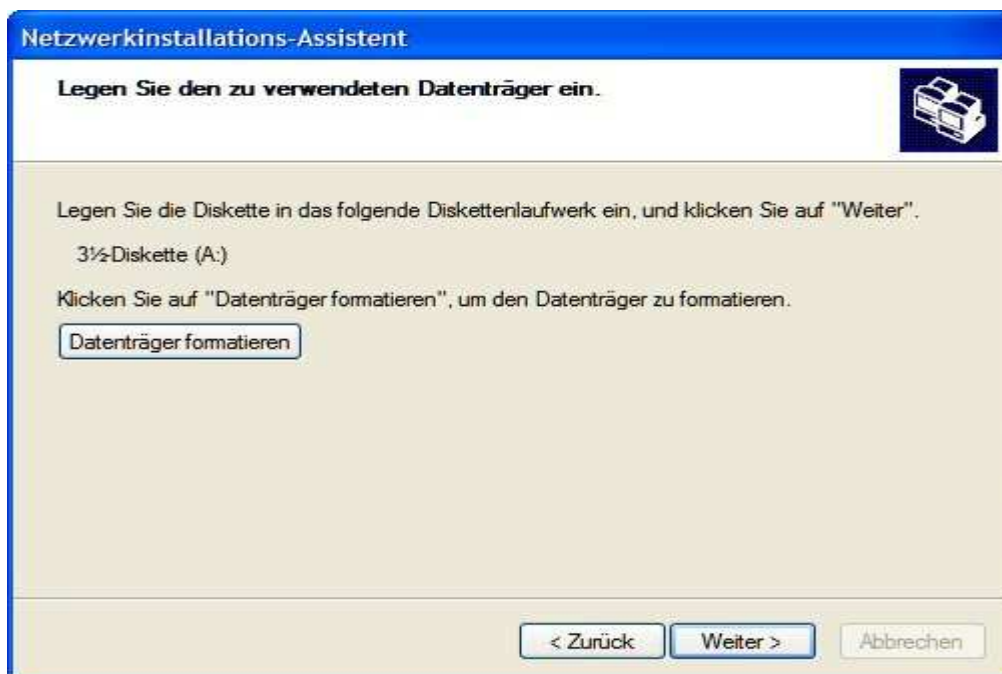 Netzwerkinstallations-Assistent
Legen Sie den zu verwendeten Datenträger ein.
Legen Sie die Diskette in das folgende Diskettenlaufwerk ein, und klicken Sie auf "Weiter".
3½-Diskette (A:)
Klicken Sie auf "Datenträger formatieren", um den Datenträger zu formatieren.
Datenträger formatieren
< Zurück Weiter > Abbrechen